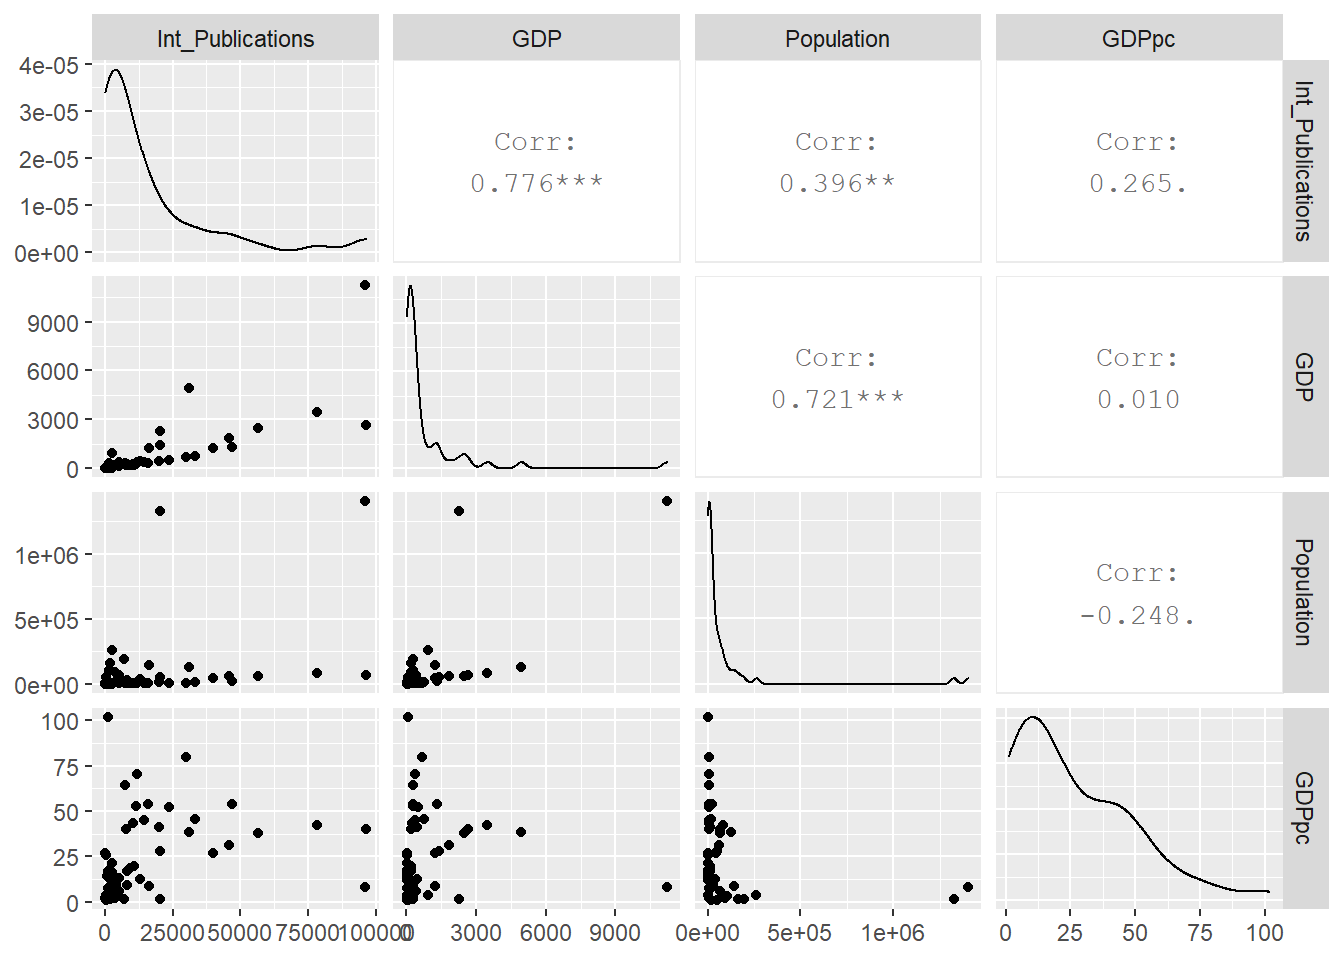 Int_Publications GDP Population GDPpc
4e-05
3e-05
2e-05
1e-05
0e+00
Corr:
0.776***
Corr:
0.396**
Corr:
0.265.
Int_Publications
9000
6000
3000
0
Corr:
0.721***
Corr:
0.010
GDP
1e+06
5e+05
0e+00
Corr:
-0.248.
Population
100
75
50
25
0
GDPpc
0 25000 50000 75000 100000
0 3000 6000 9000
0e+00 5e+05 1e+06
0 25 50 75 100